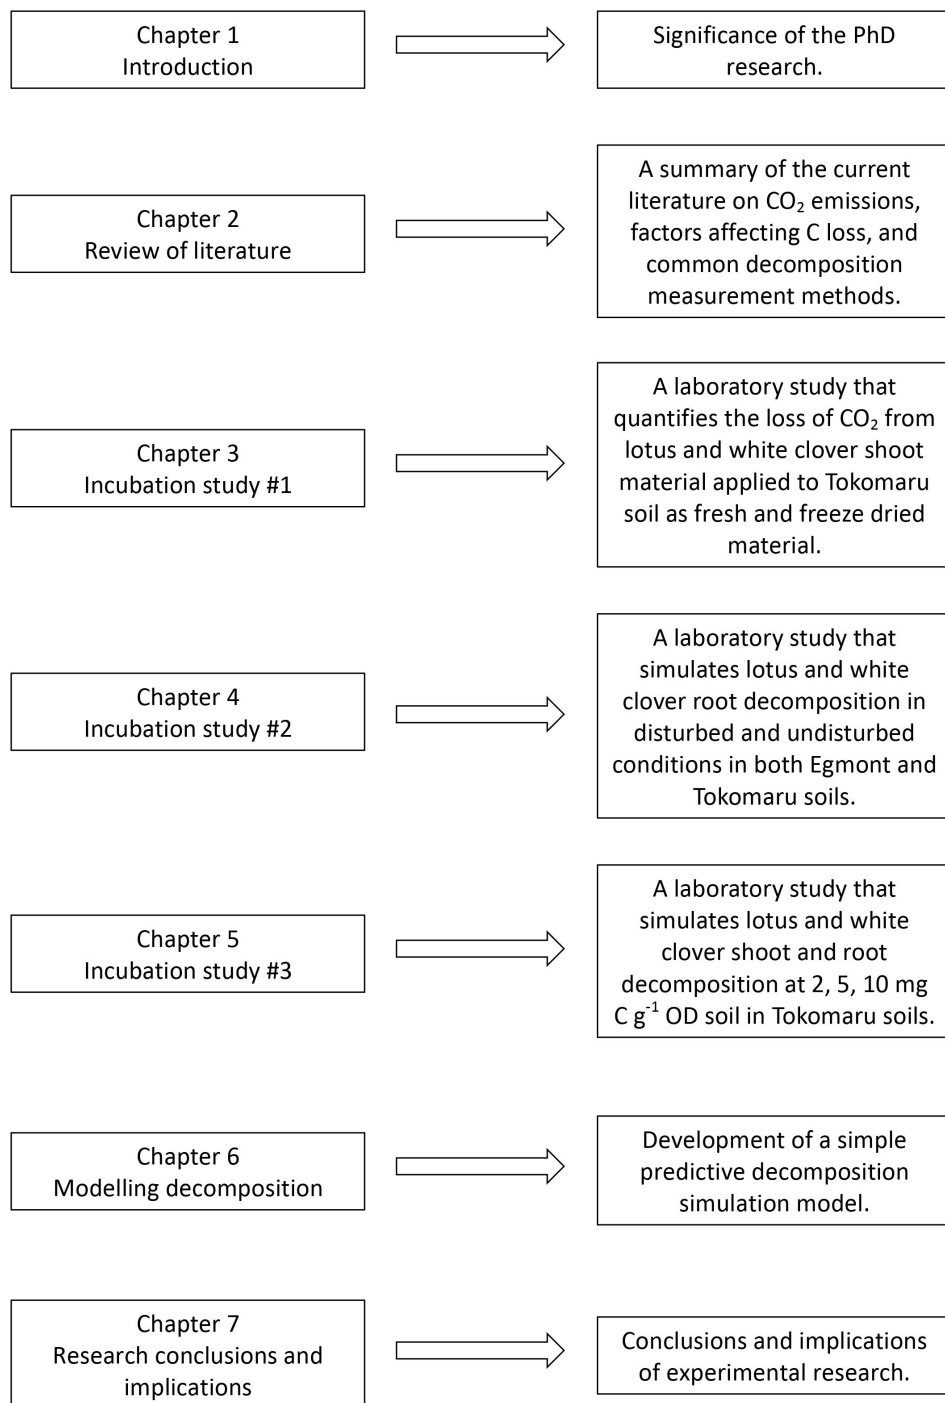 Chapter 1
Introduction
Significance of the PhD
research.
Chapter 2
Review of literature
A summary of the current
literature on CO₂ emissions,
factors affecting C loss, and
common decomposition
measurement methods.
Chapter 3
Incubation study #1
A laboratory study that
quantifies the loss of CO₂ from
lotus and white clover shoot
material applied to Tokomaru
soil as fresh and freeze dried
material.
Chapter 4
Incubation study #2
A laboratory study that
simulates lotus and white
clover root decomposition in
disturbed and undisturbed
conditions in both Egmont and
Tokomaru soils.
Chapter 5
Incubation study #3
A laboratory study that
simulates lotus and white
clover shoot and root
decomposition at 2, 5, 10 mg
C g⁻¹ OD soil in Tokomaru soils.
Chapter 6
Modelling decomposition
Development of a simple
predictive decomposition
simulation model.
Chapter 7
Research conclusions and
implications
Conclusions and implications
of experimental research.